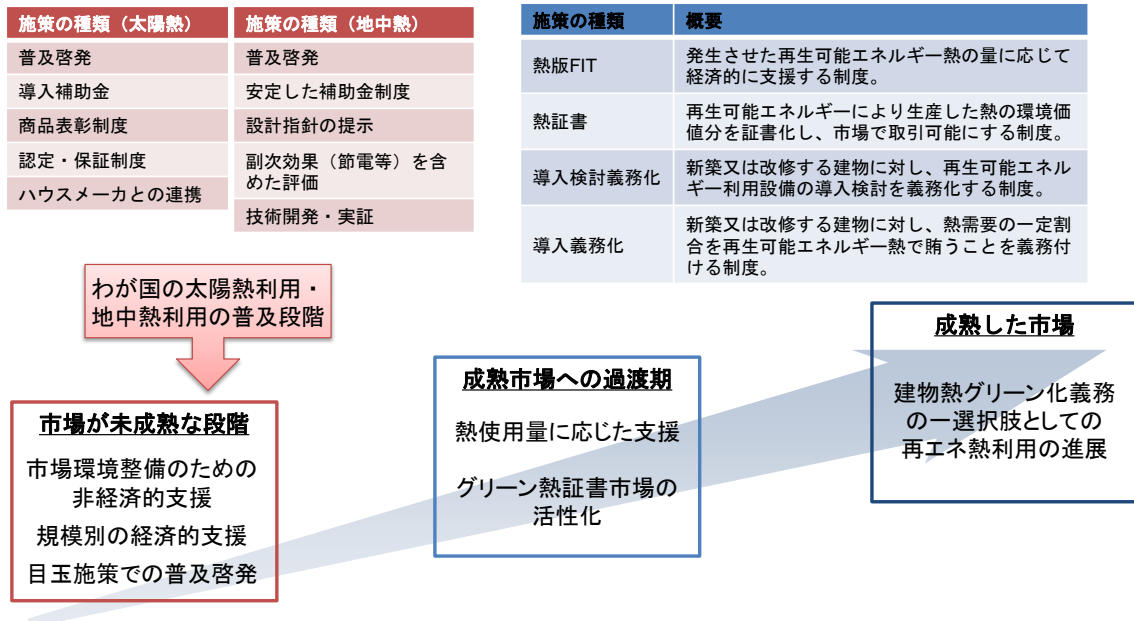 施策の種類（太陽熱）
普及啓発
導入補助金
商品表彰制度
認定・保証制度
ハウスメーカとの連携
施策の種類（地中熱）
普及啓発
安定した補助金制度
設計指針の提示
副次効果（節電等）を含
めた評価
技術開発・実証
施策の種類
概要
熱版FIT
発生させた再生可能エネルギー熱の量に応じて
経済的に支援する制度。
熱証書
再生可能エネルギーにより生産した熱の環境価
値分を証書化し、市場で取引可能にする制度。
導入検討義務化
新築又は改修する建物に対し、再生可能エネル
ギー利用設備の導入検討を義務化する制度。
導入義務化
新築又は改修する建物に対し、熱需要の一定割
合を再生可能エネルギー熱で賄うことを義務付
ける制度。
わが国の太陽熱利用・
地中熱利用の普及段階
市場が未成熟な段階
市場環境整備のための
非経済的支援
規模別の経済的支援
目玉施策での普及啓発
成熟市場への過渡期
熱使用量に応じた支援
グリーン熱証書市場の
活性化
成熟した市場
建物熱グリーン化義務
の一選択肢としての
再エネ熱利用の進展